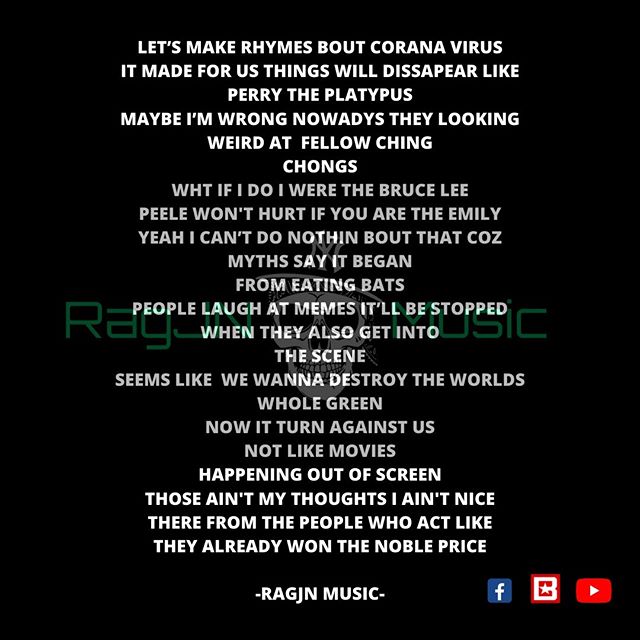 LET'S MAKE RHYMES BOUT CORANA VIRUS
IT MADE FOR US THINGS WILL DISSAPEAR LIKE
PERRY THE PLATYPUS
MAYBE I'M WRONG NOWADYS THEY LOOKING
WEIRD AT FELLOW CHING
CHONGS
WHT IF I DO I WERE THE BRUCE LEE
PEELE WON'T HURT IF YOU ARE THE EMILY
YEAH I CAN'T DO NOTHIN BOUT THAT COZ
MYTHS SAY IT BEGAN
FROM EATING BATS
PEOPLE LAUGH AT MEMES IT'LL BE STOPPED
RagJN Music
WHEN THEY ALSO GET INTO
THE SCENE
SEEMS LIKE WE WANNA DESTROY THE WORLDS
WHOLE GREEN
NOW IT TURN AGAINST US
NOT LIKE MOVIES
HAPPENING OUT OF SCREEN
THOSE AIN'T MY THOUGHTS I AIN'T NICE
THERE FROM THE PEOPLE WHO ACT LIKE
THEY ALREADY WON THE NOBLE PRICE
-RAGJN MUSIC-